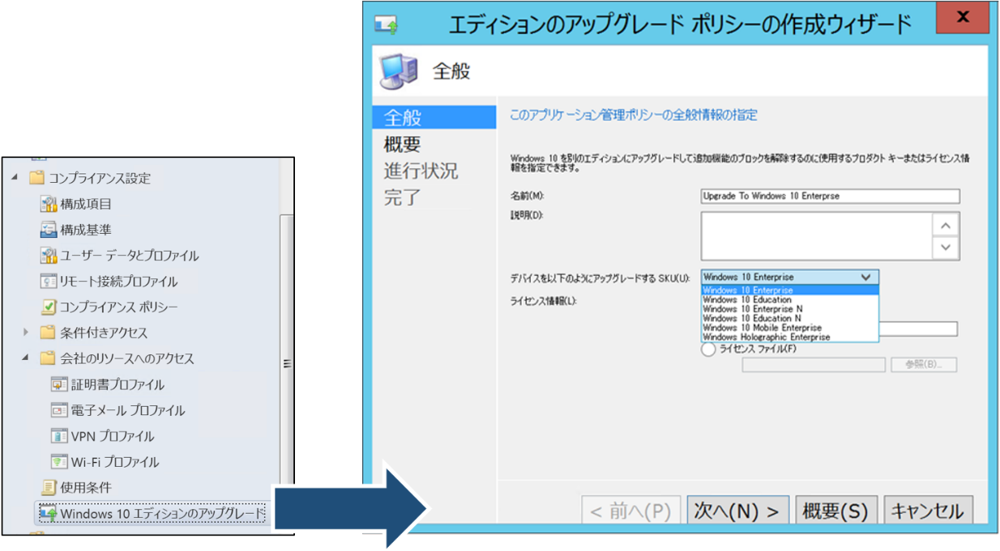 コンプライアンス設定
構成項目
構成基準
ユーザー データとプロファイル
リモート接続プロファイル
コンプライアンス ポリシー
条件付きアクセス
会社のリソースへのアクセス
証明書プロファイル
電子メール プロファイル
VPN プロファイル
Wi-Fi プロファイル
使用条件
Windows 10 エディションのアップグレード
エディションのアップグレード ポリシーの作成ウィザード
x
全般
全般
概要
進行状況
完了
このアプリケーション管理ポリシーの全般情報の指定
Windows 10 を別のエディションにアップグレードして追加機能のブロックを解除するのに使用するプロダクト キーまたはライセンス情
報を指定できます。
名前(M):
Upgrade To Windows 10 Enterprse
説明(D):
デバイスを以下のようにアップグレードする SKU(U):
Windows 10 Enterprise
Windows 10 Enterprise
Windows 10 Education
Windows 10 Enterprise N
Windows 10 Education N
Windows 10 Mobile Enterprise
Windows Holographic Enterprise
ライセンス情報(L):
ライセンス ファイル(F)
参照(B)...
< 前へ(P)
次へ(N) >
概要(S)
キャンセル